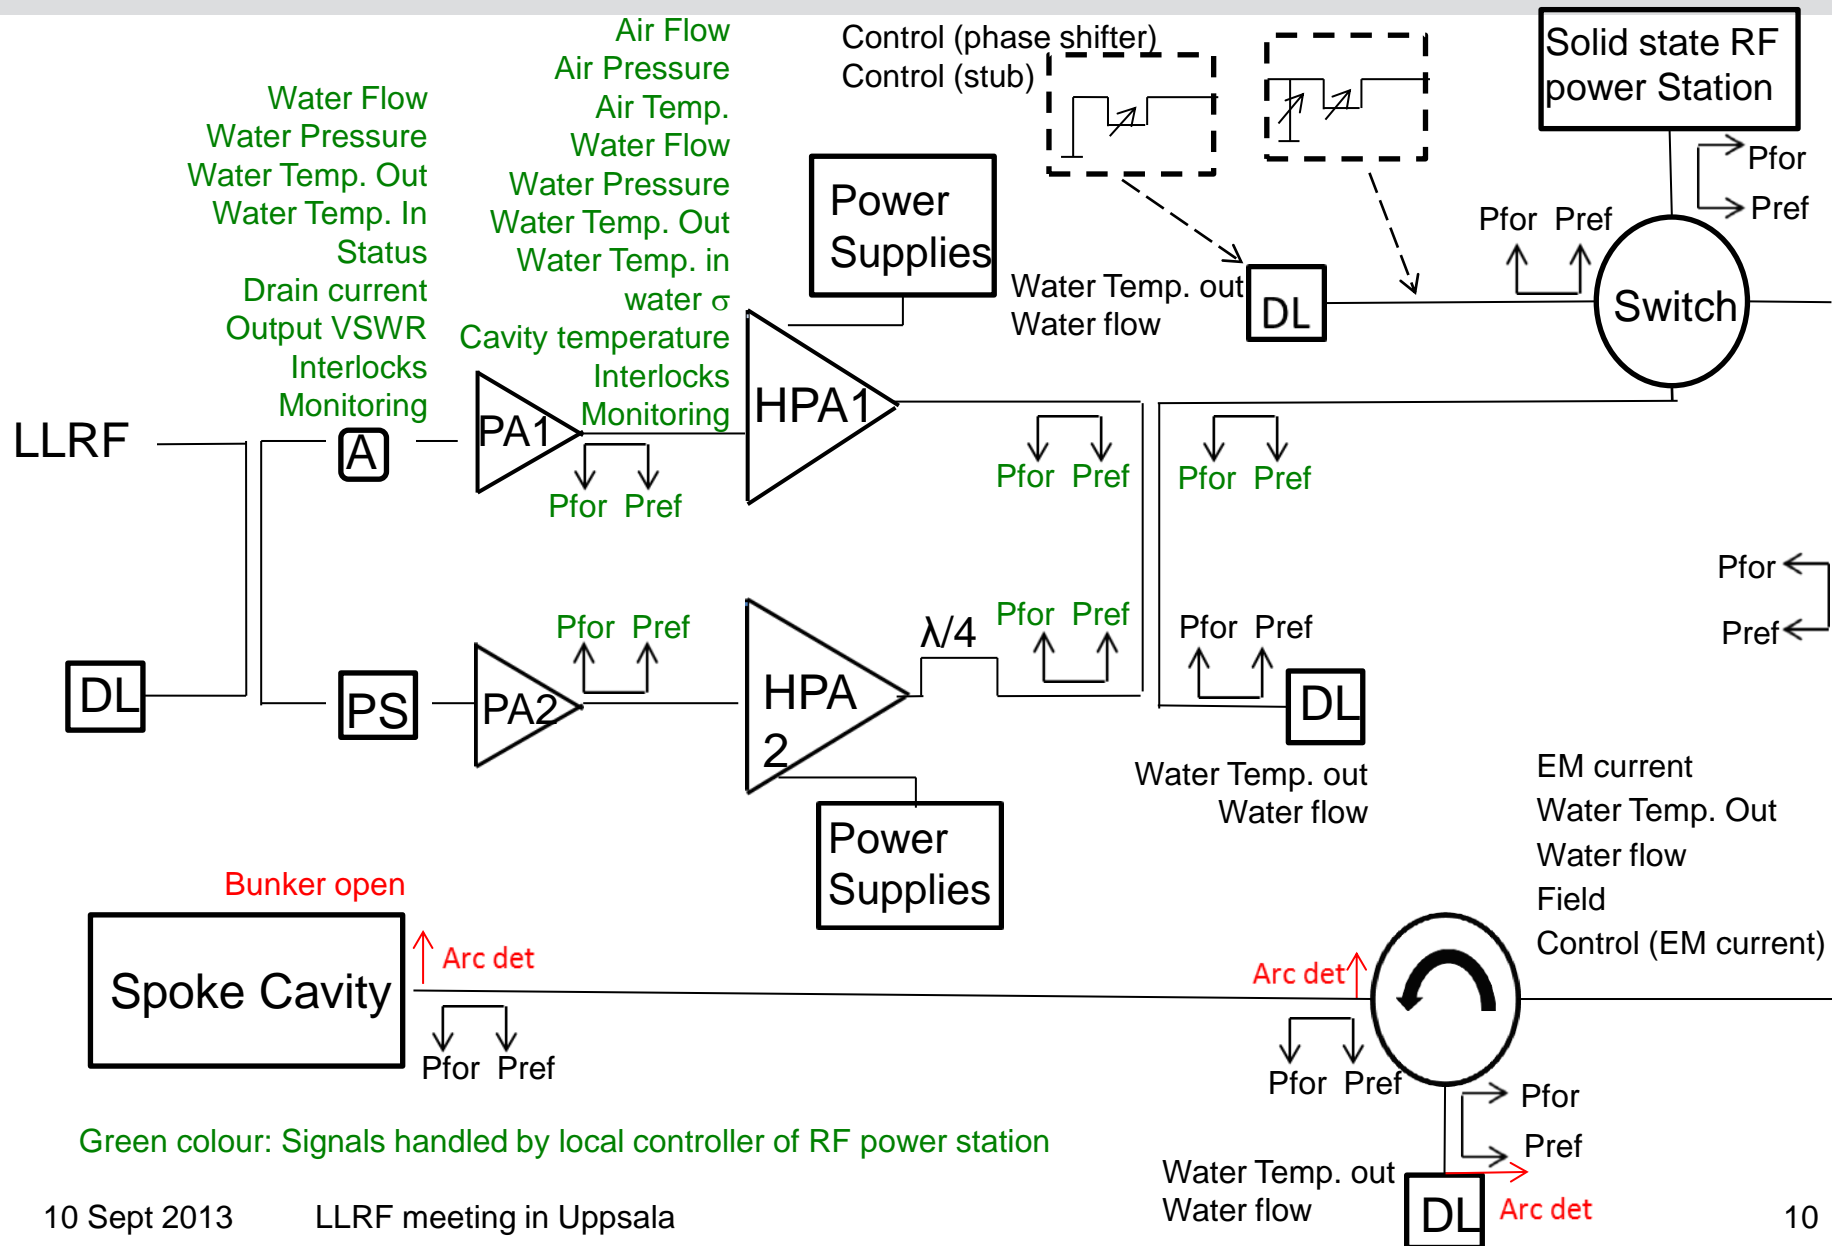 Air Flow
Air Pressure
Air Temp.
Water Flow
Water Pressure
Water Temp. Out
Water Temp. in
water σ
Cavity temperature
Interlocks
Monitoring
Water Flow
Water Pressure
Water Temp. Out
Water Temp. In
Status
Drain current
Output VSWR
Interlocks
Monitoring
Control (phase shifter)
Control (stub)
Solid state RF
power Station
Pfor
Pref
Power
Supplies
Pfor Pref
Water Temp. out
Water flow
DL
Switch
LLRF
A
PA1
HPA1
Pfor Pref
Pfor Pref
Pfor Pref
DL
PS
PA2
Pfor Pref
HPA
2
λ/4
Pfor Pref
Pfor Pref
DL
Pfor
Pref
Water Temp. out
Water flow
Power
Supplies
EM current
Water Temp. Out
Water flow
Field
Control (EM current)
Bunker open
Spoke Cavity
Arc det
Pfor Pref
Arc det
Pfor Pref
Pfor
Pref
Water Temp. out
Water flow
DL
Arc det
Green colour: Signals handled by local controller of RF power station
10 Sept 2013
LLRF meeting in Uppsala
10